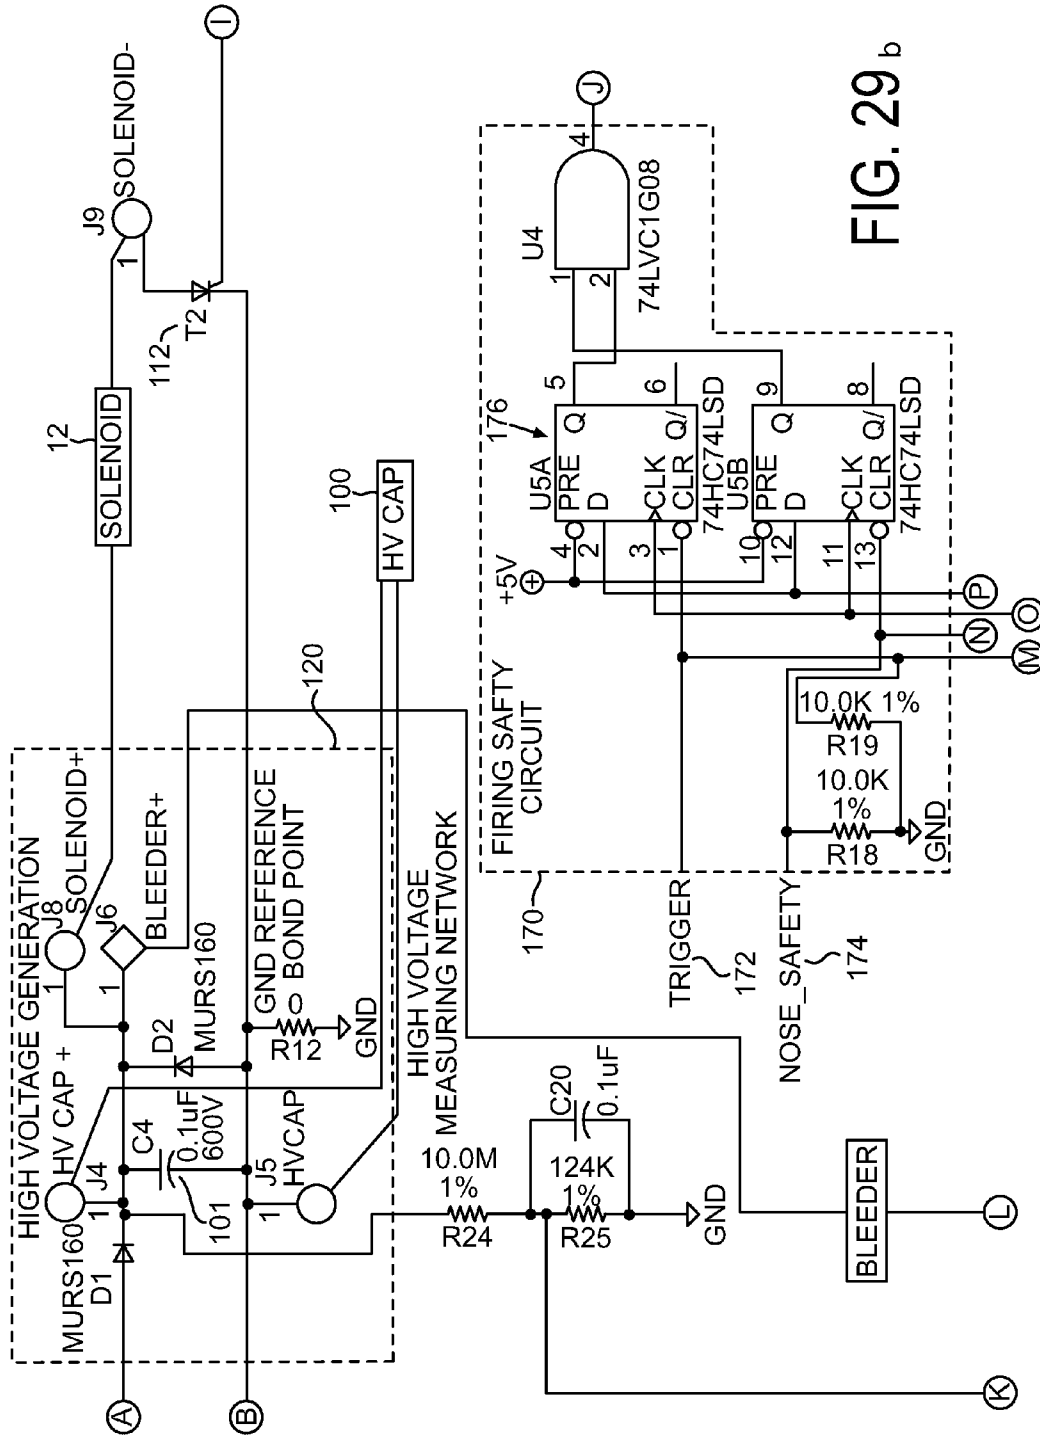 HIGH VOLTAGE GENERATION
MURS160
D1
HV CAP +
J4
1
C4
0.1uF
600V
101
J5
HVCAP
1
D2
MURS160
J8
1
SOLENOID+
J6
1
BLEEDER+
GND REFERENCE
BOND POINT
0
R12
GND
120
12
SOLENOID
J9
SOLENOID-
1
112
T2
I
100
HV CAP
A
B
HIGH VOLTAGE
MEASURING NETWORK
10.0M
1%
R24
124K
1%
R25
C20
0.1uF
GND
BLEEDER
K
L
170
FIRING SAFTY
CIRCUIT
TRIGGER
172
NOSE_SAFETY
174
+5V
+
176
U5A
4
PRE
2
D
3
CLK
1
CLR
Q
5
Q/
6
74HC74LSD
U5B
10
PRE
12
D
11
CLK
13
CLR
Q
9
Q/
8
74HC74LSD
U4
1
2
4
74LVC1G08
J
10.0K 1%
R19
10.0K
1%
R18
GND
M
N
O
P
FIG. 29b